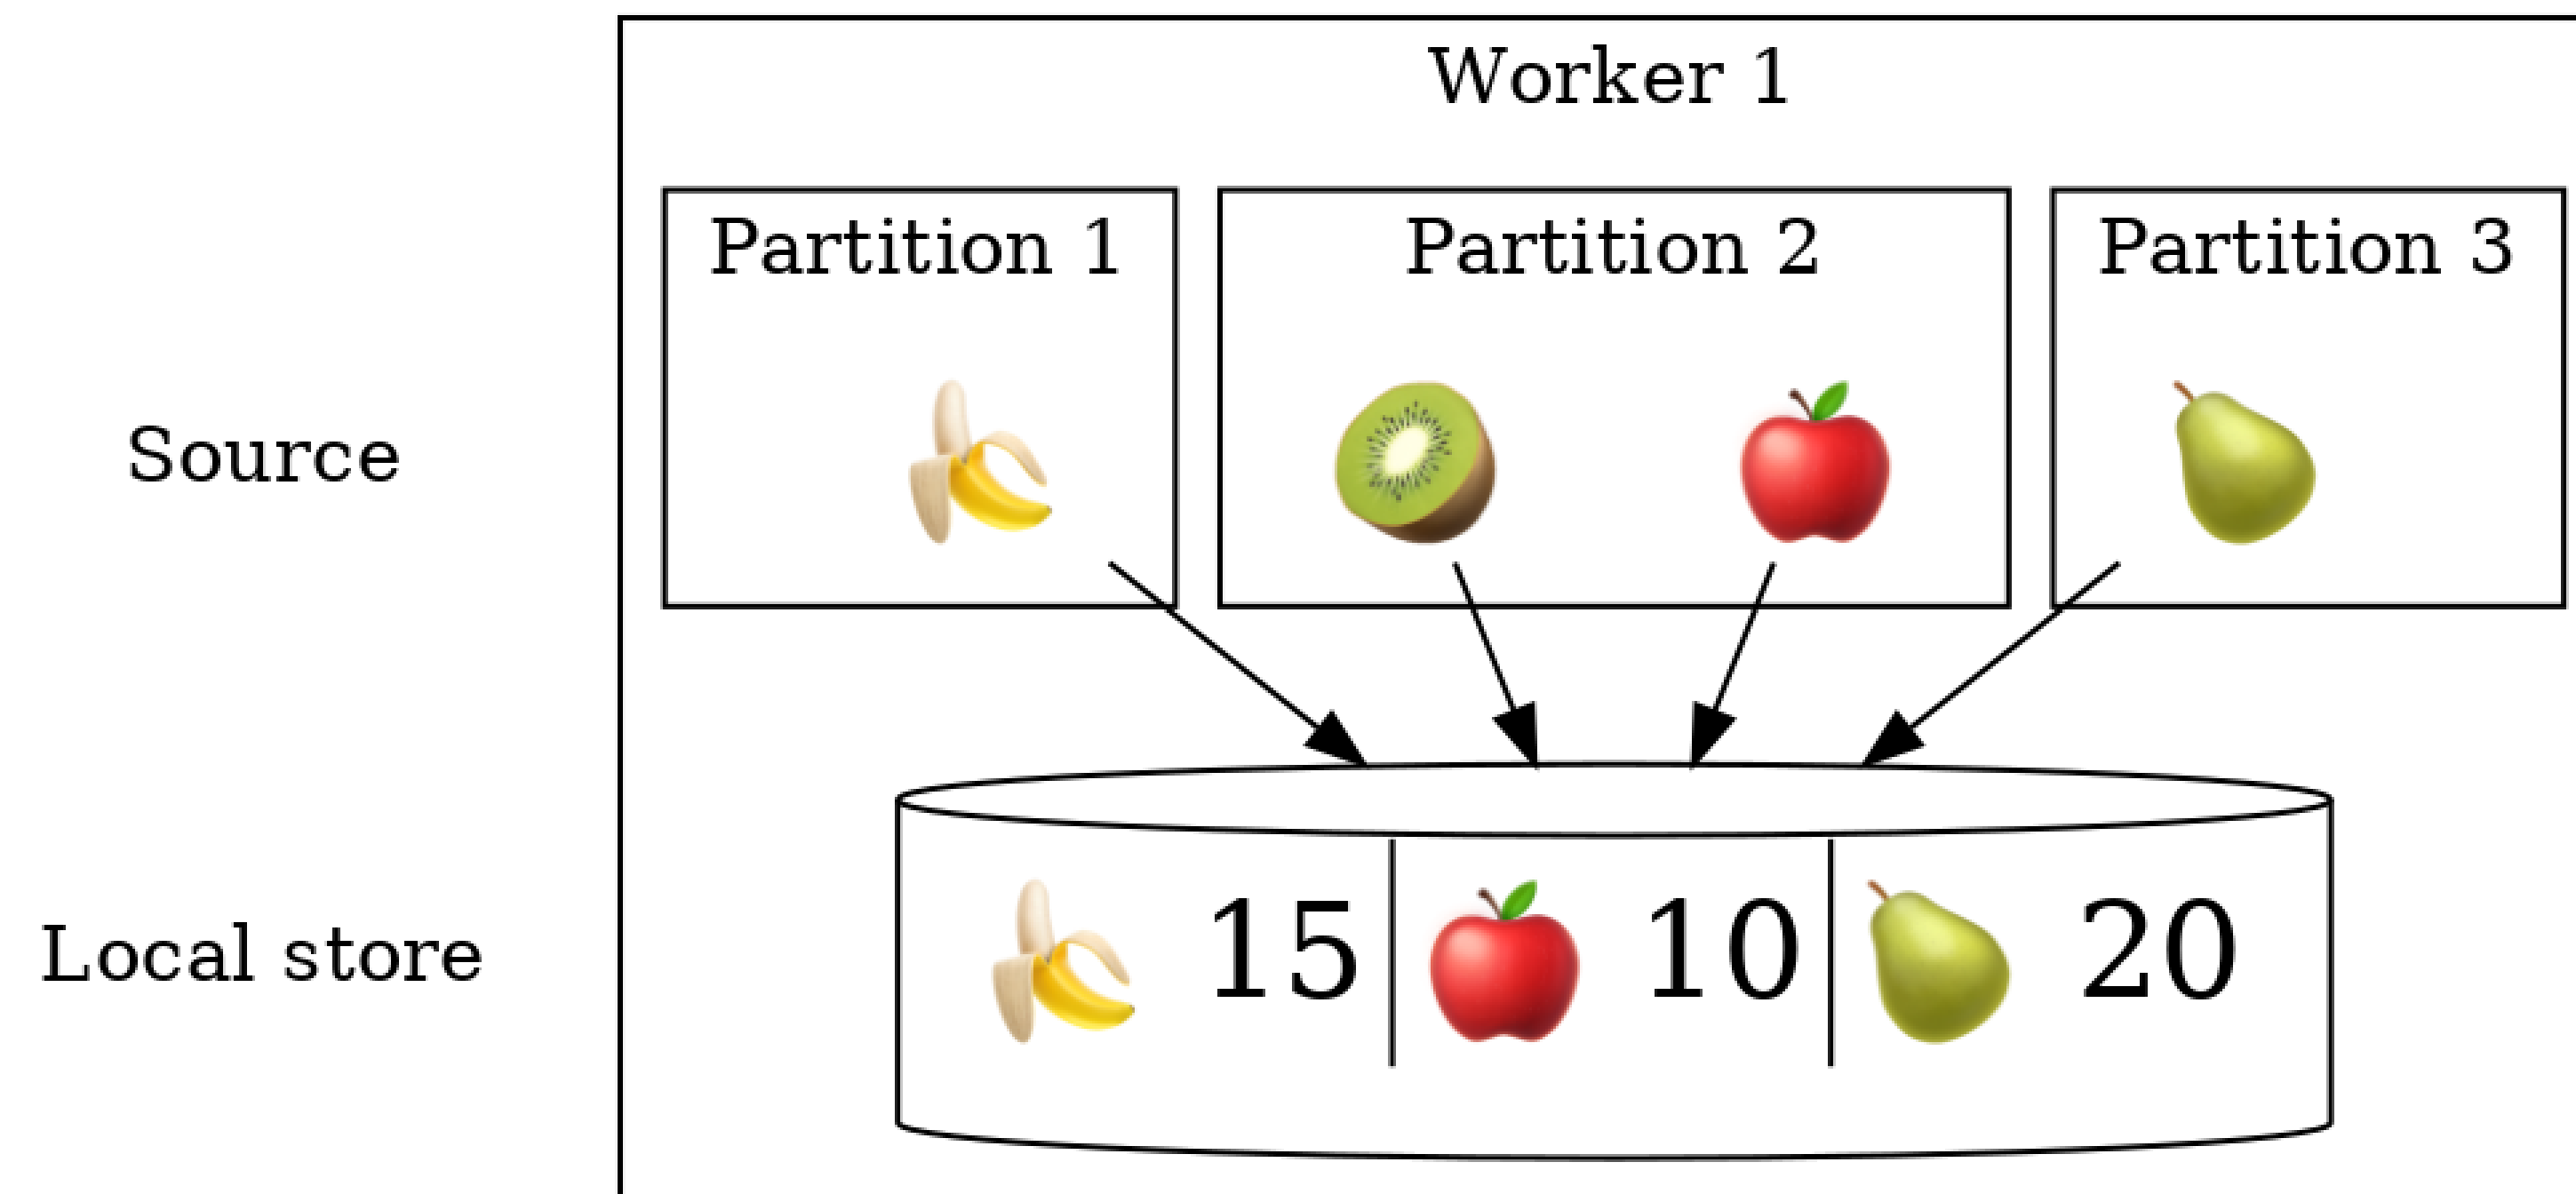 Worker 1
Partition 1
Partition 2
Partition 3
Source
Local store
15
10
20